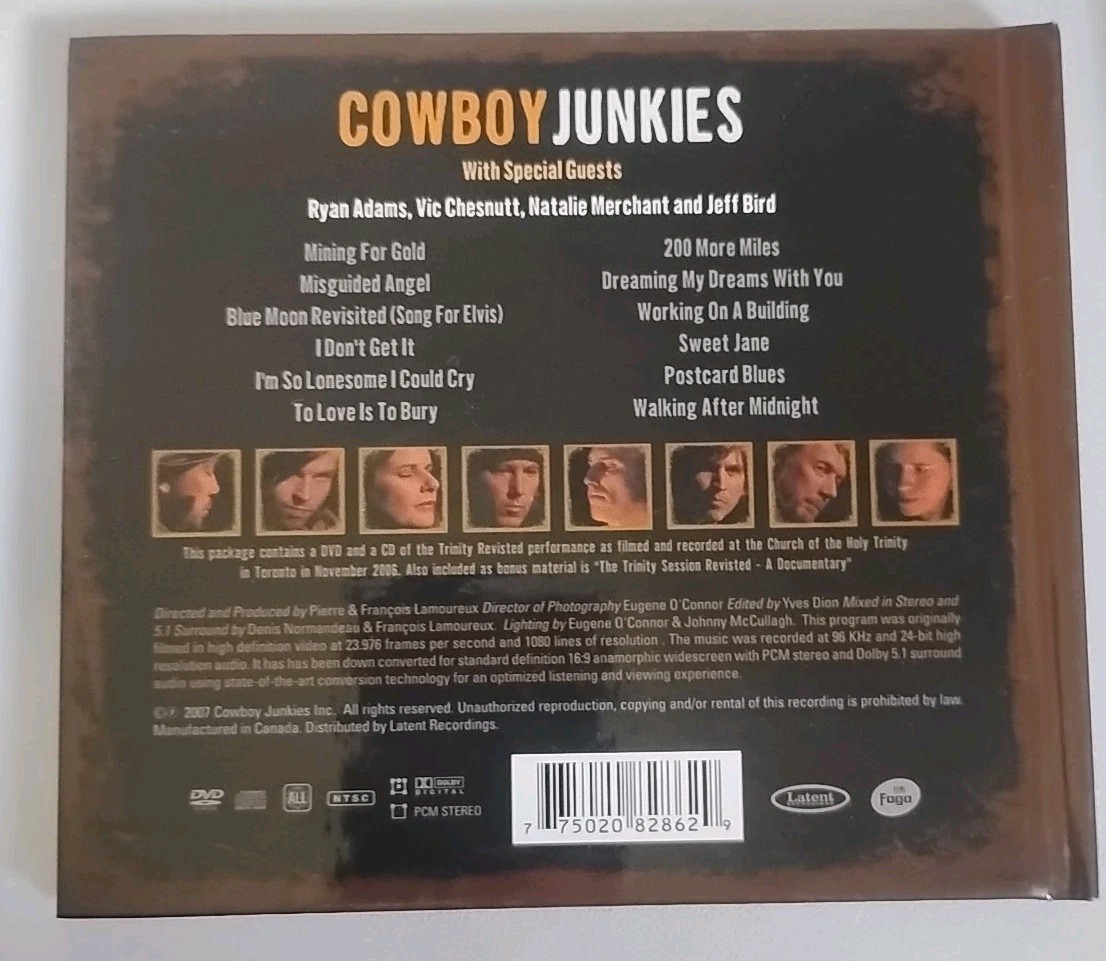 COWBOY JUNKIES
With Special Guests
Ryan Adams, Vic Chesnutt, Natalie Merchant and Jeff Bird
Mining For Gold
Misguided Angel
Blue Moon Revisited (Song For Elvis)
I Don't Get It
I'm So Lonesome I Could Cry
To Love Is To Bury
200 More Miles
Dreaming My Dreams With You
Working On A Building
Sweet Jane
Postcard Blues
Walking After Midnight
This package contains a DVD and a CD of the Trinity Revisted performance as filmed and recorded at the Church of the Holy Trinity
in Toronto in November 2006. Also included as bonus material is "The Trinity Session Revisted - A Documentary"
Directed and Produced by Pierre & François Lamoureux Director of Photography Eugene O'Connor Edited by Yves Dion Mixed in Stereo and
5.1 Surround by Denis Normandeau & François Lamoureux. Lighting by Eugene O'Connor & Johnny McCullagh. This program was originally
filmed in high definition video at 23.976 frames per second and 1080 lines of resolution . The music was recorded at 96 KHz and 24-bit high
resolution audio. It has has been down converted for standard definition 16:9 anamorphic widescreen with PCM stereo and Dolby 5.1 surround
audio using state-of-the-art conversion technology for an optimized listening and viewing experience.
©℗ 2007 Cowboy Junkies Inc. All rights reserved. Unauthorized reproduction, copying and/or rental of this recording is prohibited by law.
Manufactured in Canada. Distributed by Latent Recordings.
DVD
ALL
NTSC
DOLBY
DIGITAL
PCM STEREO
7 75020 82862 9
Latent
Fogo